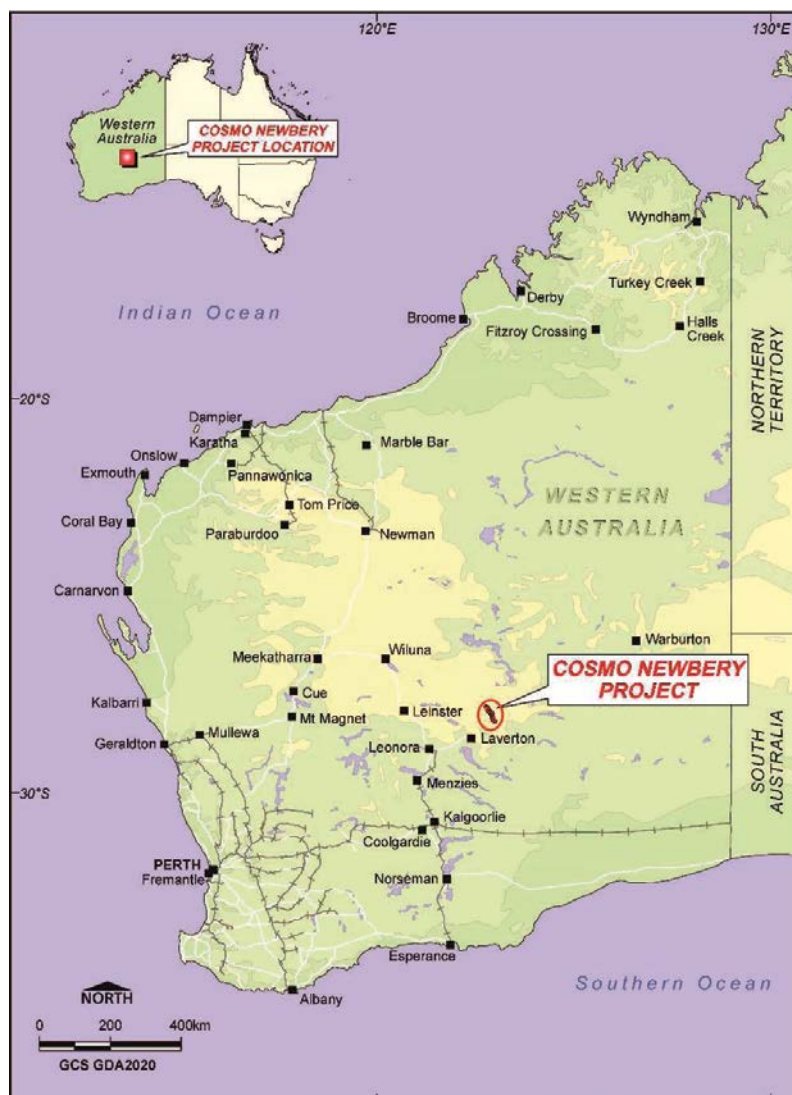 120°E
130°E
Western
Australia
COSMO NEWBERY
PROJECT LOCATION
Wyndham
Turkey Creek
Indian Ocean
Derby
Broome
Fitzroy Crossing
Halls
Creek
NORTHERN
TERRITORY
20°S
Dampier
Karatha
Marble Bar
Onslow
Exmouth
Pannawonica
WESTERN
AUSTRALIA
Tom Price
Coral Bay
Paraburdoo
Newman
Carnarvon
Warburton
Meekatharra
Wiluna
COSMO NEWBERY
PROJECT
Cue
Kalbarri
Leinster
Mt Magnet
Mullewa
Laverton
Geraldton
Leonora
SOUTH
AUSTRALIA
Menzies
30°S
Kalgoorlie
Coolgardie
PERTH
Fremantle
Norseman
Esperance
Southern Ocean
NORTH
Albany
0 200 400km
GCS GDA2020